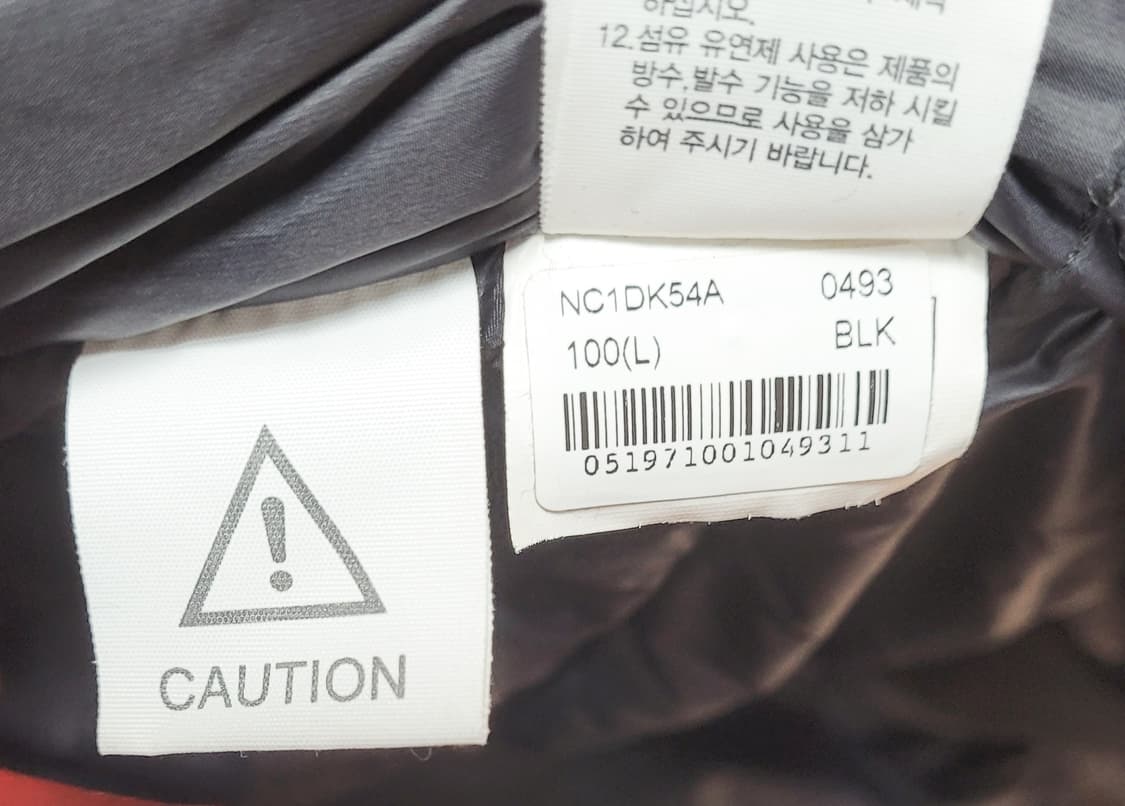 하십시오.
12.섬유 유연제 사용은 제품의
방수,발수 기능을 저하 시킬
수 있으므로 사용을 삼가
하여 주시기 바랍니다.
NC1DK54A 0493
100(L) BLK
051971001049311
CAUTION